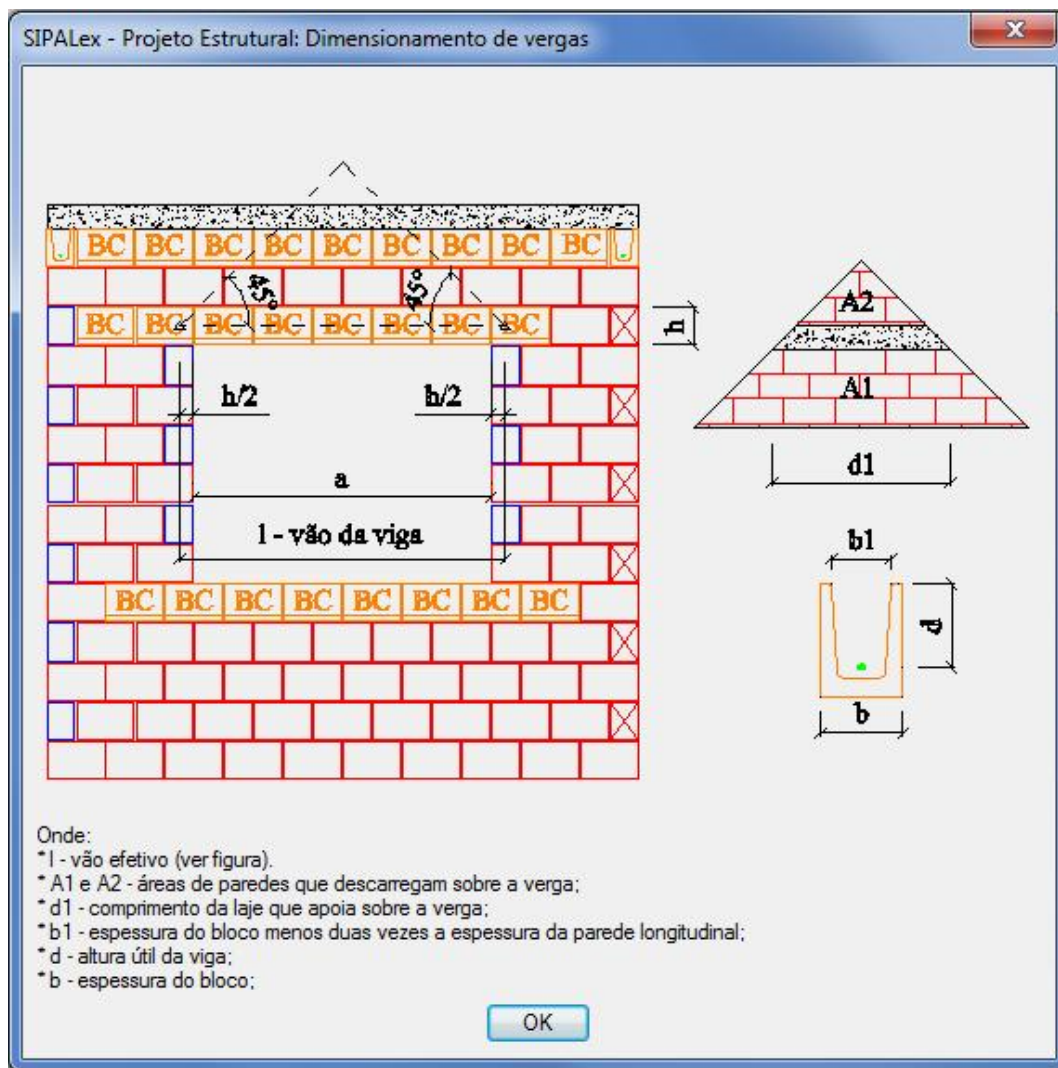 SIPALex - Projeto Estrutural: Dimensionamento de vergas
BC BC BC BC BC BC BC BC BC
45° 45°
BC BC BC BC BC BC BC BC
h
A2
A1
h/2 h/2
d1
a
l - vão da viga
b1
BC BC BC BC BC BC BC BC
d
b
Onde:
* l - vão efetivo (ver figura).
* A1 e A2 - áreas de paredes que descarregam sobre a verga;
* d1 - comprimento da laje que apoia sobre a verga;
* b1 - espessura do bloco menos duas vezes a espessura da parede longitudinal;
* d - altura útil da viga;
* b - espessura do bloco;
OK